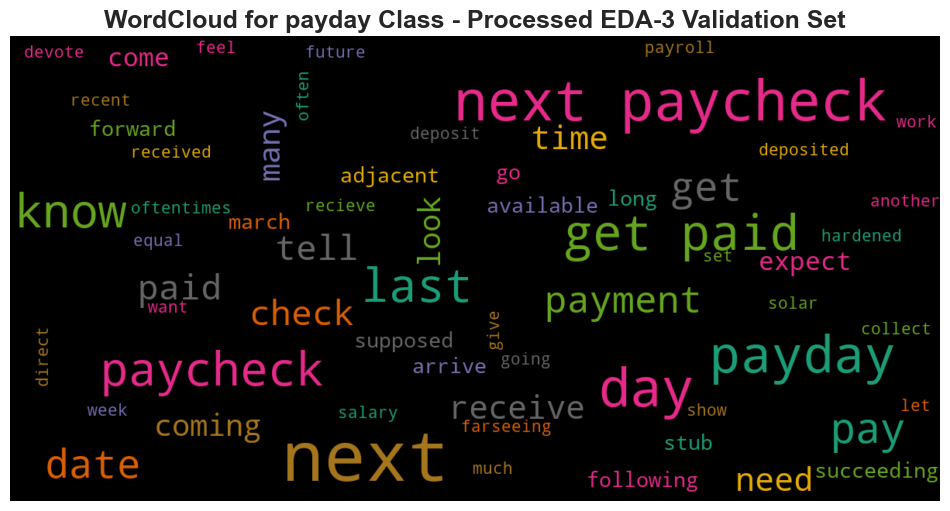 WordCloud for payday Class - Processed EDA-3 Validation Set
devote
come
feel
future
payroll
recent
often
next paycheck
work
forward
many
deposit
time
received
deposited
adjacent
go
get
another
know
oftentimes
recieve
look
available
long
march
equal
tell
get paid
hardened
set
expect
paid
want
last
payment
solar
check
give
supposed
collect
direct
paycheck
arrive
going
payday
day
week
salary
receive
show
let
coming
farseeing
stub
pay
date
next
much
following
need
succeeding